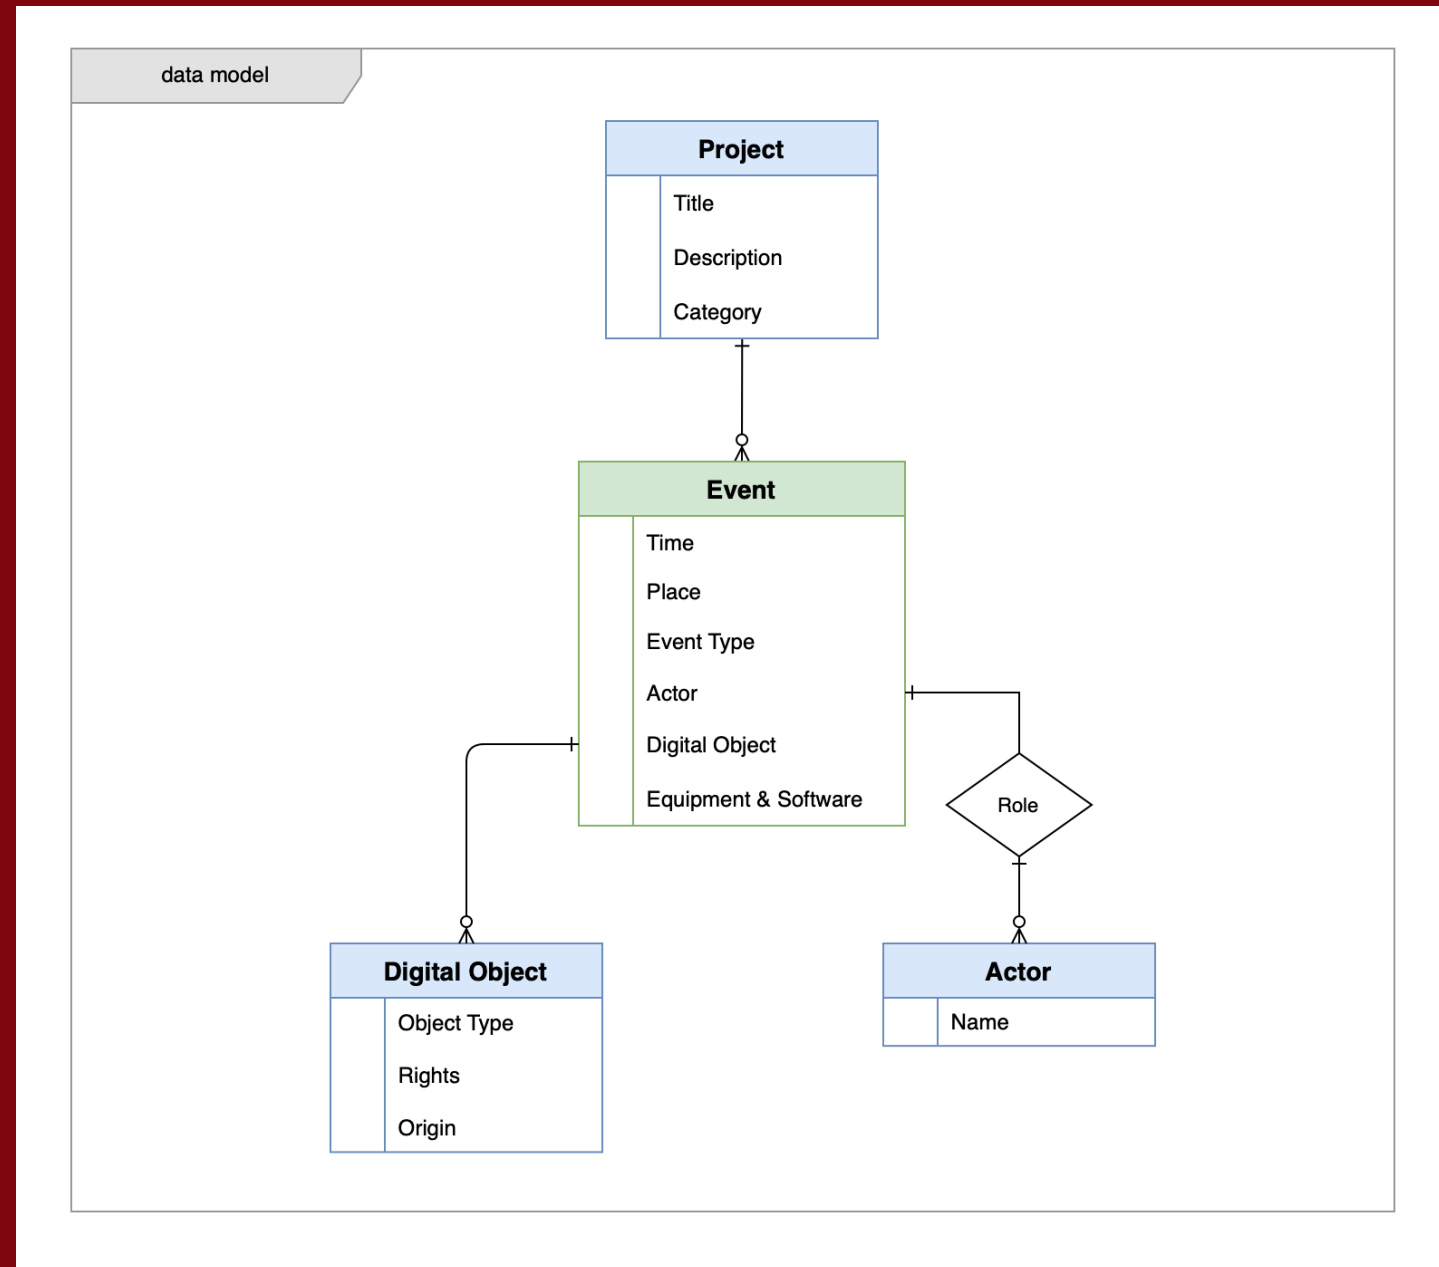 data model
Project
Title
Description
Category
Event
Time
Place
Event Type
Actor
Digital Object
Equipment & Software
Role
Digital Object
Object Type
Rights
Origin
Actor
Name